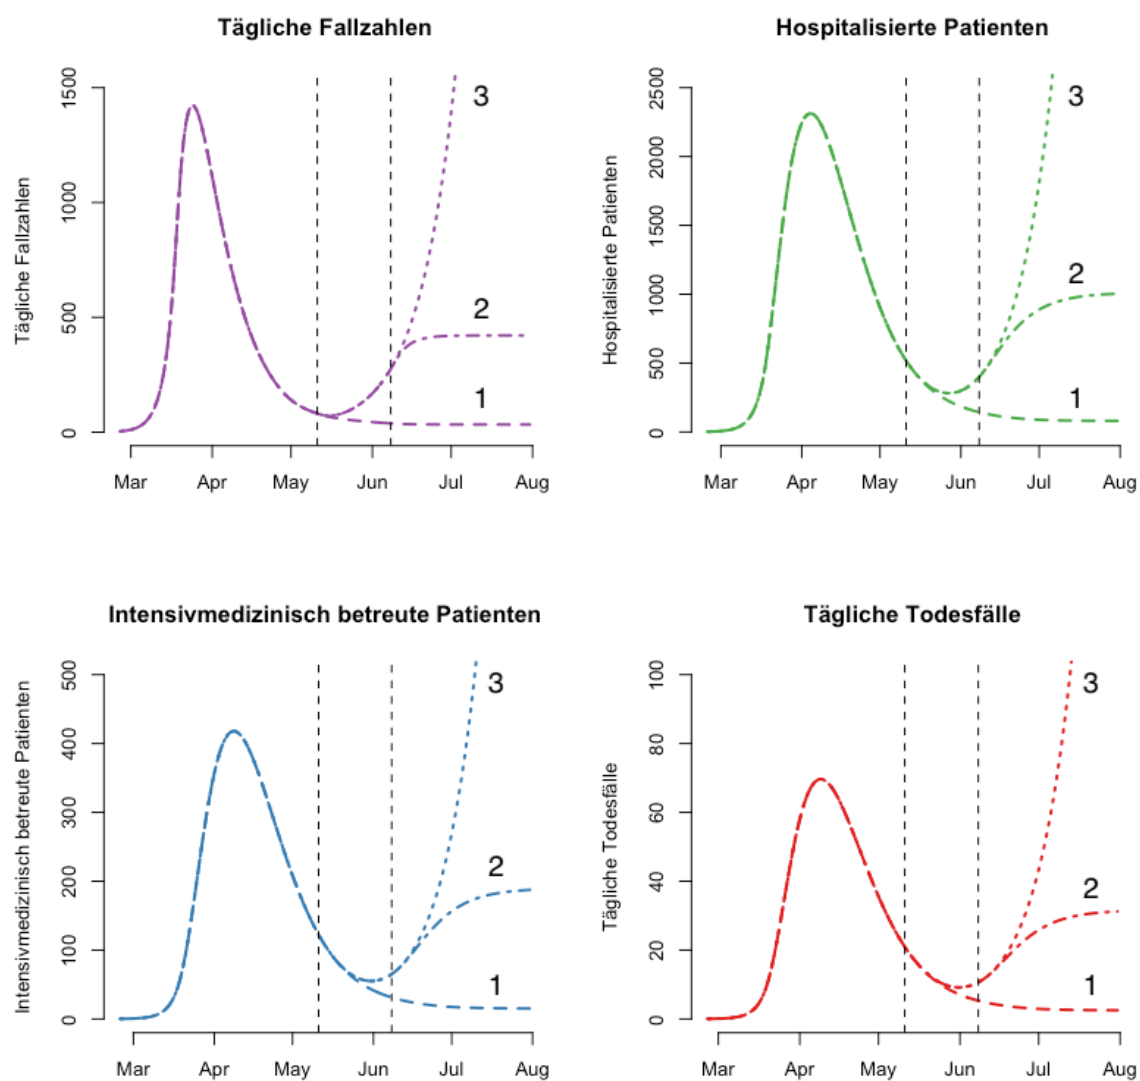 Tägliche Fallzahlen
Tägliche Fallzahlen
1500
1000
500
0
3
2
1
Mar Apr May Jun Jul Aug
Hospitalisierte Patienten
Hospitalisierte Patienten
2500
2000
1500
1000
500
0
3
2
1
Mar Apr May Jun Jul Aug
Intensivmedizinisch betreute Patienten
Intensivmedizinisch betreute Patienten
500
400
300
200
100
0
3
2
1
Mar Apr May Jun Jul Aug
Tägliche Todesfälle
Tägliche Todesfälle
100
80
60
40
20
0
3
2
1
Mar Apr May Jun Jul Aug